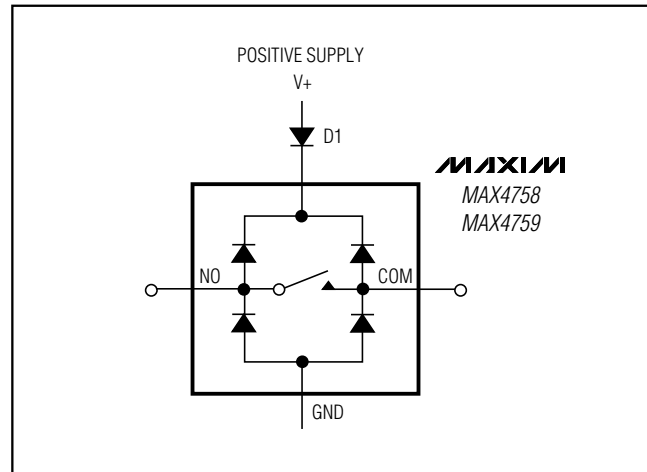 POSITIVE SUPPLY
V+
D1
MAXIM
MAX4758
MAX4759
NO
COM
GND